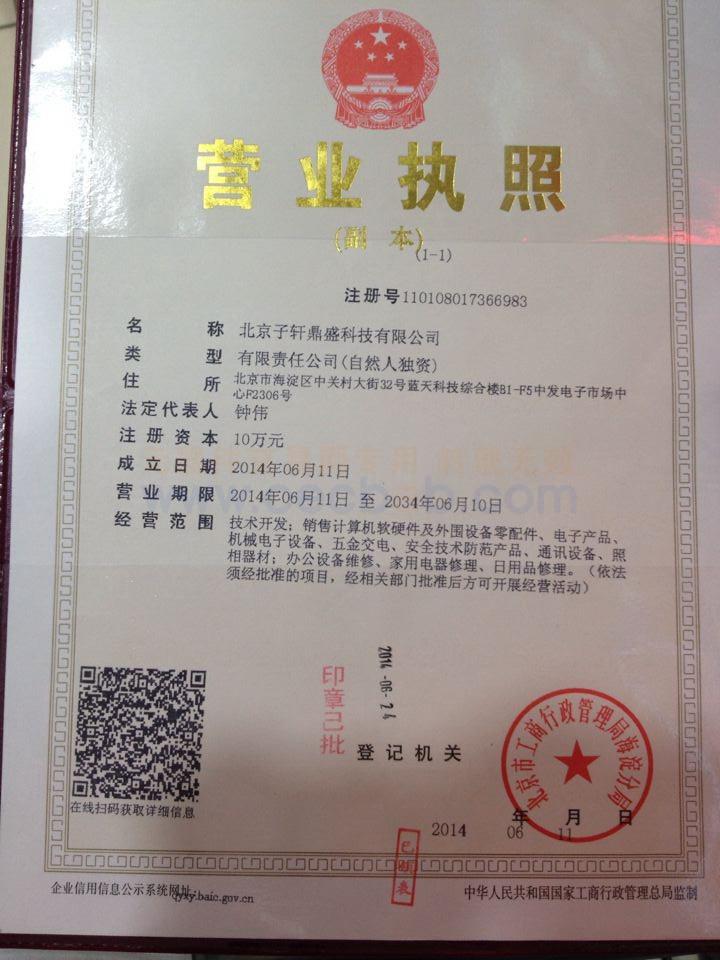 营业执照
(副 本)
(1-1)
注册号110108017366983
名 称 北京子轩鼎盛科技有限公司
类 型 有限责任公司(自然人独资)
住 所 北京市海淀区中关村大街32号蓝天科技综合楼B1-F5中发电子市场中
心F2306号
法定代表人 钟伟
注册资本 10万元
成立日期 2014年06月11日
营业期限 2014年06月11日 至 2034年06月10日
经营范围 技术开发；销售计算机软硬件及外围设备零配件、电子产品、
机械电子设备、五金交电、安全技术防范产品、通讯设备、照
相器材；办公设备维修、家用电器修理、日用品修理。（依法
须经批准的项目，经相关部门批准后方可开展经营活动）
2014-06-24
印章已批
登记机关
北京市工商行政管理局海淀分局
在线扫码获取详细信息
年 月 日
2014 06 11
企业信用信息公示系统网址：
qyxy.baic.gov.cn
中华人民共和国国家工商行政管理总局监制